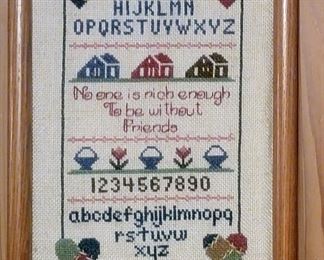 HIJKLMN
OPQRSTUVWXYZ
No one is rich enough
To be without
Friends
1234567890
abcdefghijklmnopq
rstuvw
xyz